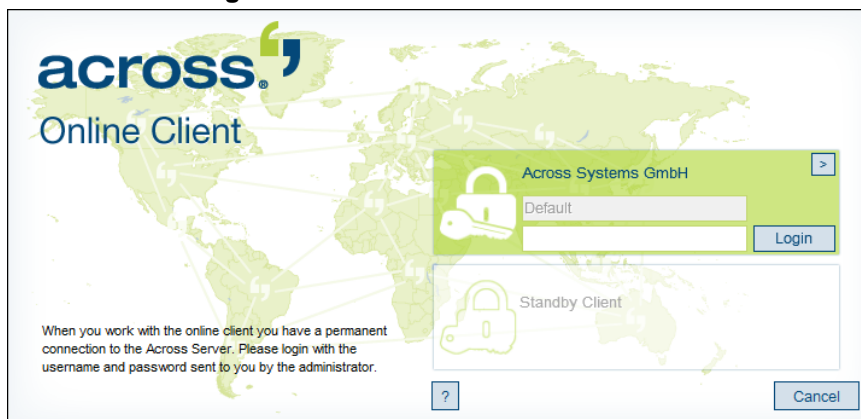 across®
Online Client
Across Systems GmbH
>
Default
Login
Standby Client
When you work with the online client you have a permanent
connection to the Across Server. Please login with the
username and password sent to you by the administrator.
?
Cancel